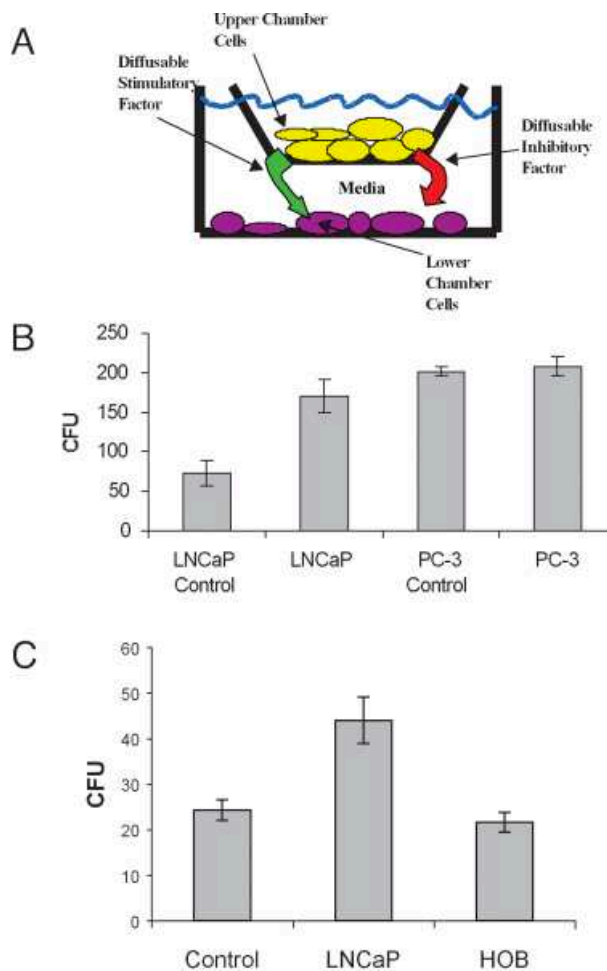 A
Upper Chamber
Cells
Diffusable
Stimulatory
Factor
Diffusable
Inhibitory
Factor
Media
Lower
Chamber
Cells
B
CFU
250
200
150
100
50
0
LNCaP
Control
LNCaP
PC-3
Control
PC-3
C
CFU
60
50
40
30
20
10
0
Control
LNCaP
HOB